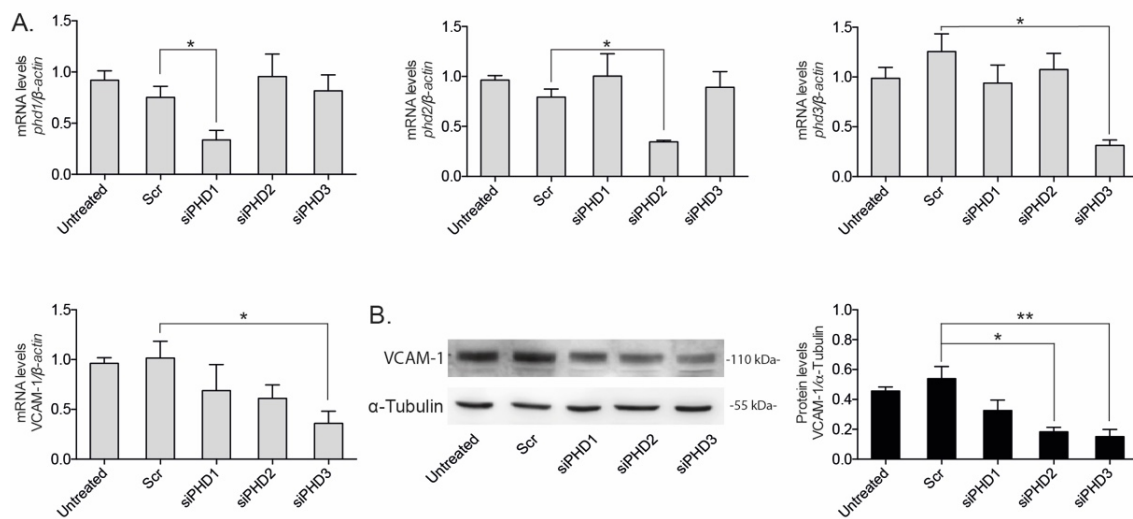 A.
mRNA levels
phd1/β-actin
1.5
1.0
0.5
0.0
*
Untreated
Scr
siPHD1
siPHD2
siPHD3
mRNA levels
phd2/β-actin
1.5
1.0
0.5
0.0
*
Untreated
Scr
siPHD1
siPHD2
siPHD3
mRNA levels
phd3/β-actin
1.5
1.0
0.5
0.0
*
Untreated
Scr
siPHD1
siPHD2
siPHD3
mRNA levels
VCAM-1/β-actin
1.5
1.0
0.5
0.0
*
Untreated
Scr
siPHD1
siPHD2
siPHD3
B.
VCAM-1
-110 kDa-
α-Tubulin
-55 kDa-
Untreated
Scr
siPHD1
siPHD2
siPHD3
Protein levels
VCAM-1/α-Tubulin
1.0
0.8
0.6
0.4
0.2
0.0
**
*
Untreated
Scr
siPHD1
siPHD2
siPHD3